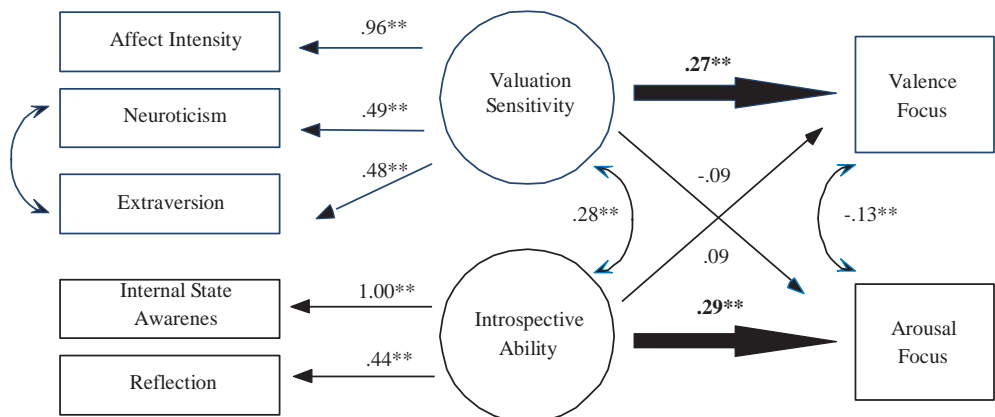 Affect Intensity
.96**
Valuation
Sensitivity
.27**
Valence
Focus
Neuroticism
.49**
Extraversion
.48**
-.09
.28**
-.13**
.09
Internal State
Awarenes
1.00**
Introspective
Ability
.29**
Arousal
Focus
Reflection
.44**